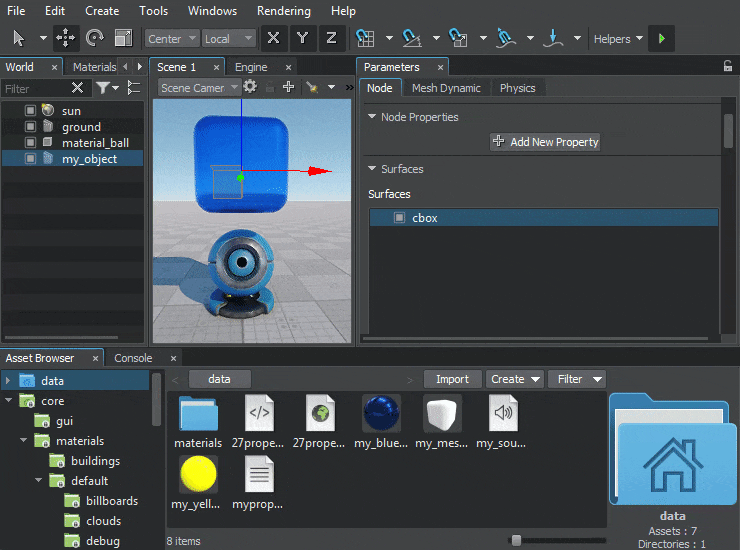 File Edit Create Tools Windows Rendering Help
Center Local X Y Z Helpers
World Materials Scene 1 Engine Parameters
Filter Scene Camer Node Mesh Dynamic Physics
sun
ground
material_ball
my_object
Node Properties
Add New Property
Surfaces
Surfaces
cbox
Asset Browser Console
data
core
gui
materials
buildings
default
billboards
clouds
debug
< data > Import Create Filter
materials 27prope... 27prope... my_blue... my_mes... my_sou...
my_yell... myprop...
8 items
data
Assets : 7
Directories : 1